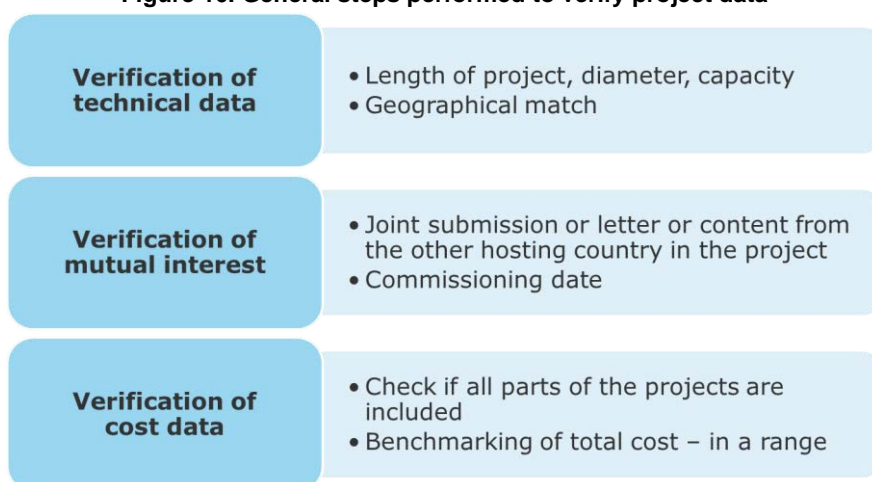 Figure General steps performed to verify project data
Verification of
technical data
• Length of project, diameter, capacity
• Geographical match
Verification of
mutual interest
• Joint submission or letter or content from
the other hosting country in the project
• Commissioning date
Verification of
cost data
• Check if all parts of the projects are
included
• Benchmarking of total cost – in a range